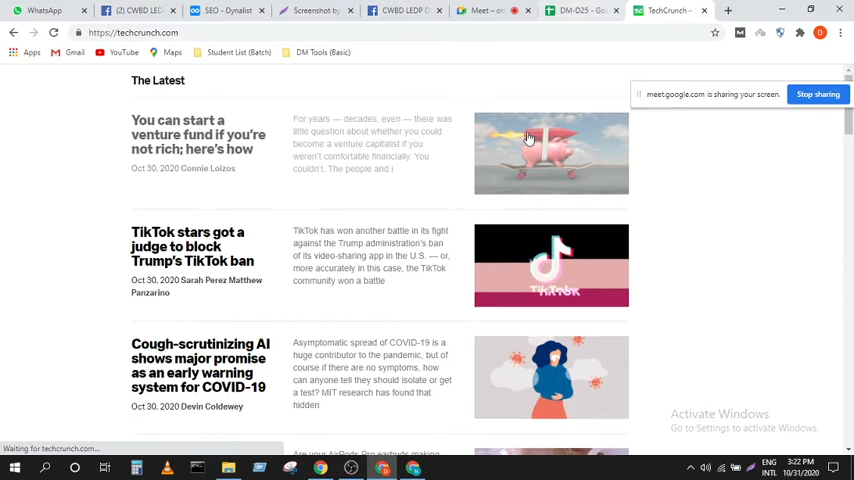 WhatsApp
(2) CWBD LEDP D
SEO - Dynalist
Screenshot by
CWBD LEDP D
Meet – ot
DM-D25 - Goo
TechCrunch –
https://techcrunch.com
Apps
Gmail
YouTube
Maps
Student List (Batch)
DM Tools (Basic)
The Latest
meet.google.com is sharing your screen.
Stop sharing
You can start a
venture fund if you're
not rich; here's how
Oct 30, 2020 Connie Loizos
For years — decades, even — there was
little question about whether you could
become a venture capitalist if you
weren't comfortable financially. You
couldn't. The people and i
TikTok stars got a
judge to block
Trump's TikTok ban
Oct 30, 2020 Sarah Perez Matthew
Panzarino
TikTok has won another battle in its fight
against the Trump administration's ban
of its video-sharing app in the U.S. — or,
more accurately in this case, the TikTok
community won a battle
TikTok
Cough-scrutinizing AI
shows major promise
as an early warning
system for COVID-19
Oct 30, 2020 Devin Coldewey
Asymptomatic spread of COVID-19 is a
huge contributor to the pandemic, but of
course if there are no symptoms, how
can anyone tell they should isolate or get
a test? MIT research has found that
hidden
Activate Windows
Go to Settings to activate Windows.
Waiting for techcrunch.com...
Are your AirPods Pro earbuds making
ENG
INTL
3:22 PM
10/31/2020